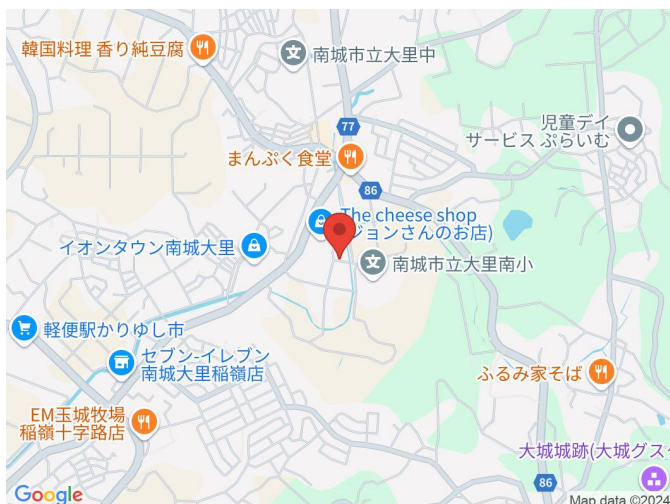 韓国料理 香り純豆腐
文
南城市立大里中
77
児童デイ
サービス ぷらいむ
まんぷく食堂
86
The cheese shop
ジョンさんのお店)
イオンタウン南城大里
文
南城市立大里南小
軽便駅かりゆし市
セブン-イレブン
南城大里稲嶺店
ふるみ家そば
EM玉城牧場
稲嶺十字路店
大城城跡(大城グス
86
Google
Map data ©2024